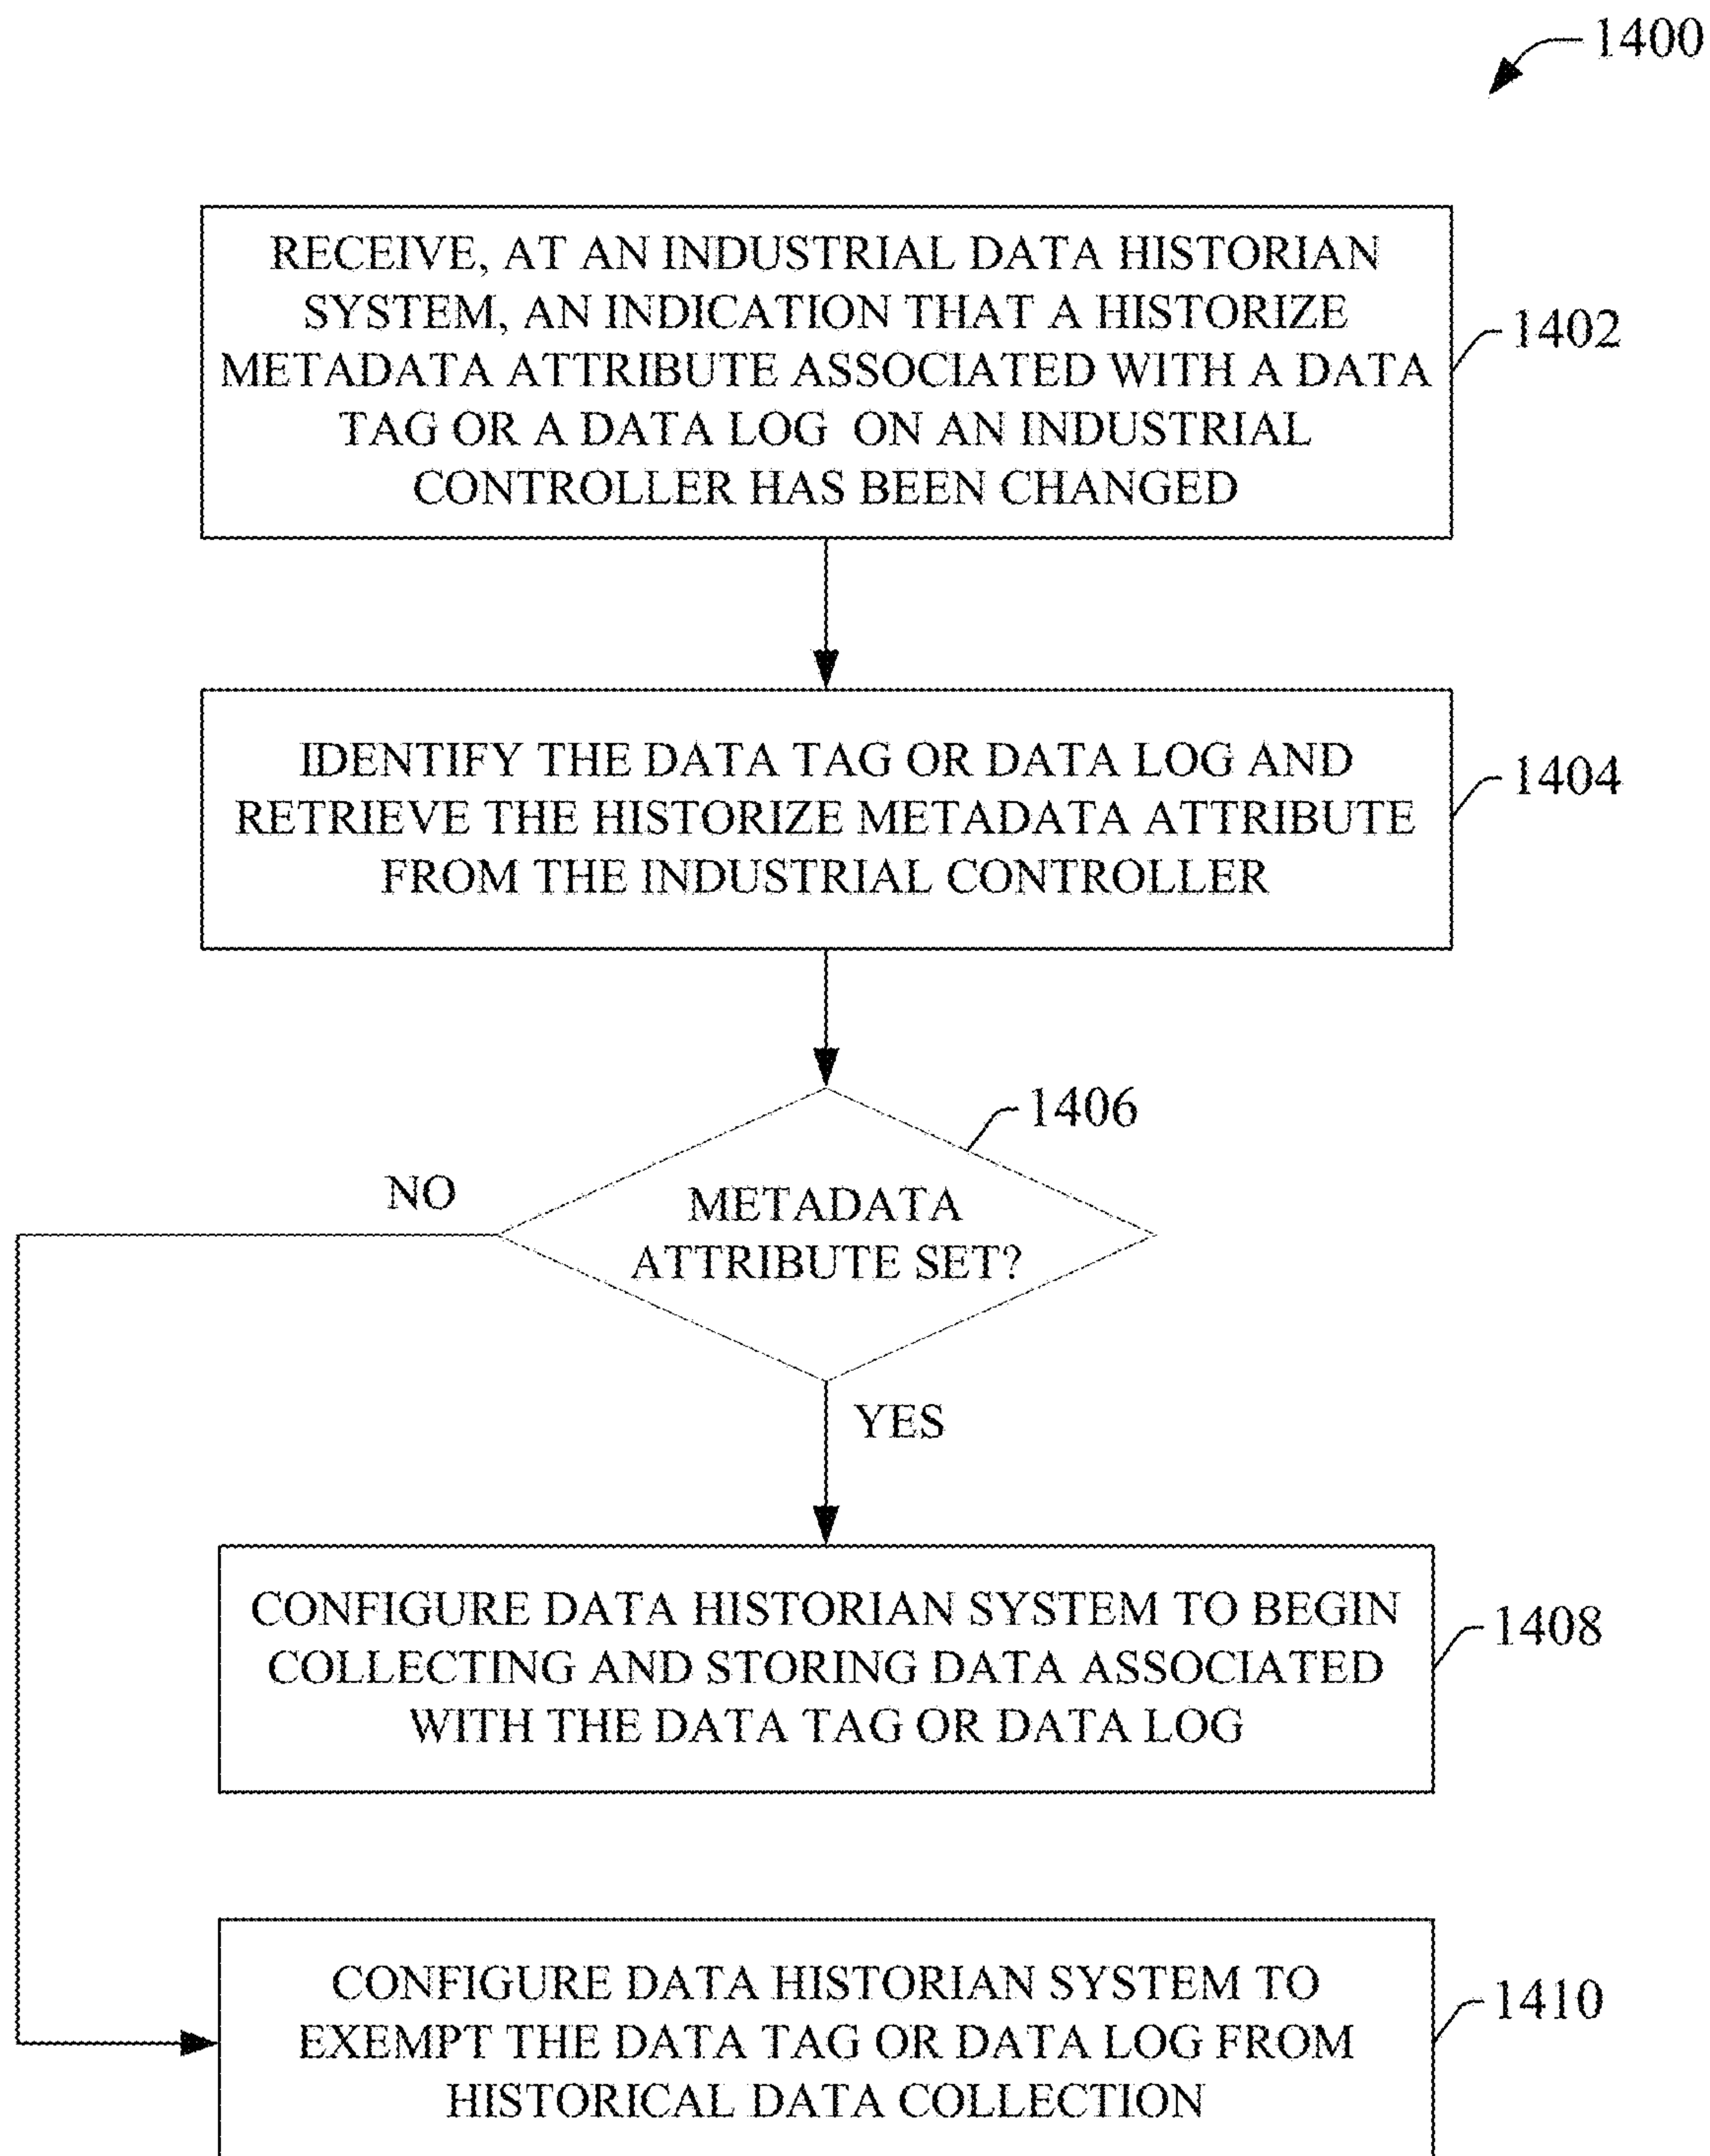 1400
RECEIVE, AT AN INDUSTRIAL DATA HISTORIAN
SYSTEM, AN INDICATION THAT A HISTORIZE
METADATA ATTRIBUTE ASSOCIATED WITH A DATA
TAG OR A DATA LOG ON AN INDUSTRIAL
CONTROLLER HAS BEEN CHANGED
1402
IDENTIFY THE DATA TAG OR DATA LOG AND
RETRIEVE THE HISTORIZE METADATA ATTRIBUTE
FROM THE INDUSTRIAL CONTROLLER
1404
1406
NO
METADATA
ATTRIBUTE SET?
YES
CONFIGURE DATA HISTORIAN SYSTEM TO BEGIN
COLLECTING AND STORING DATA ASSOCIATED
WITH THE DATA TAG OR DATA LOG
1408
CONFIGURE DATA HISTORIAN SYSTEM TO
EXEMPT THE DATA TAG OR DATA LOG FROM
HISTORICAL DATA COLLECTION
1410